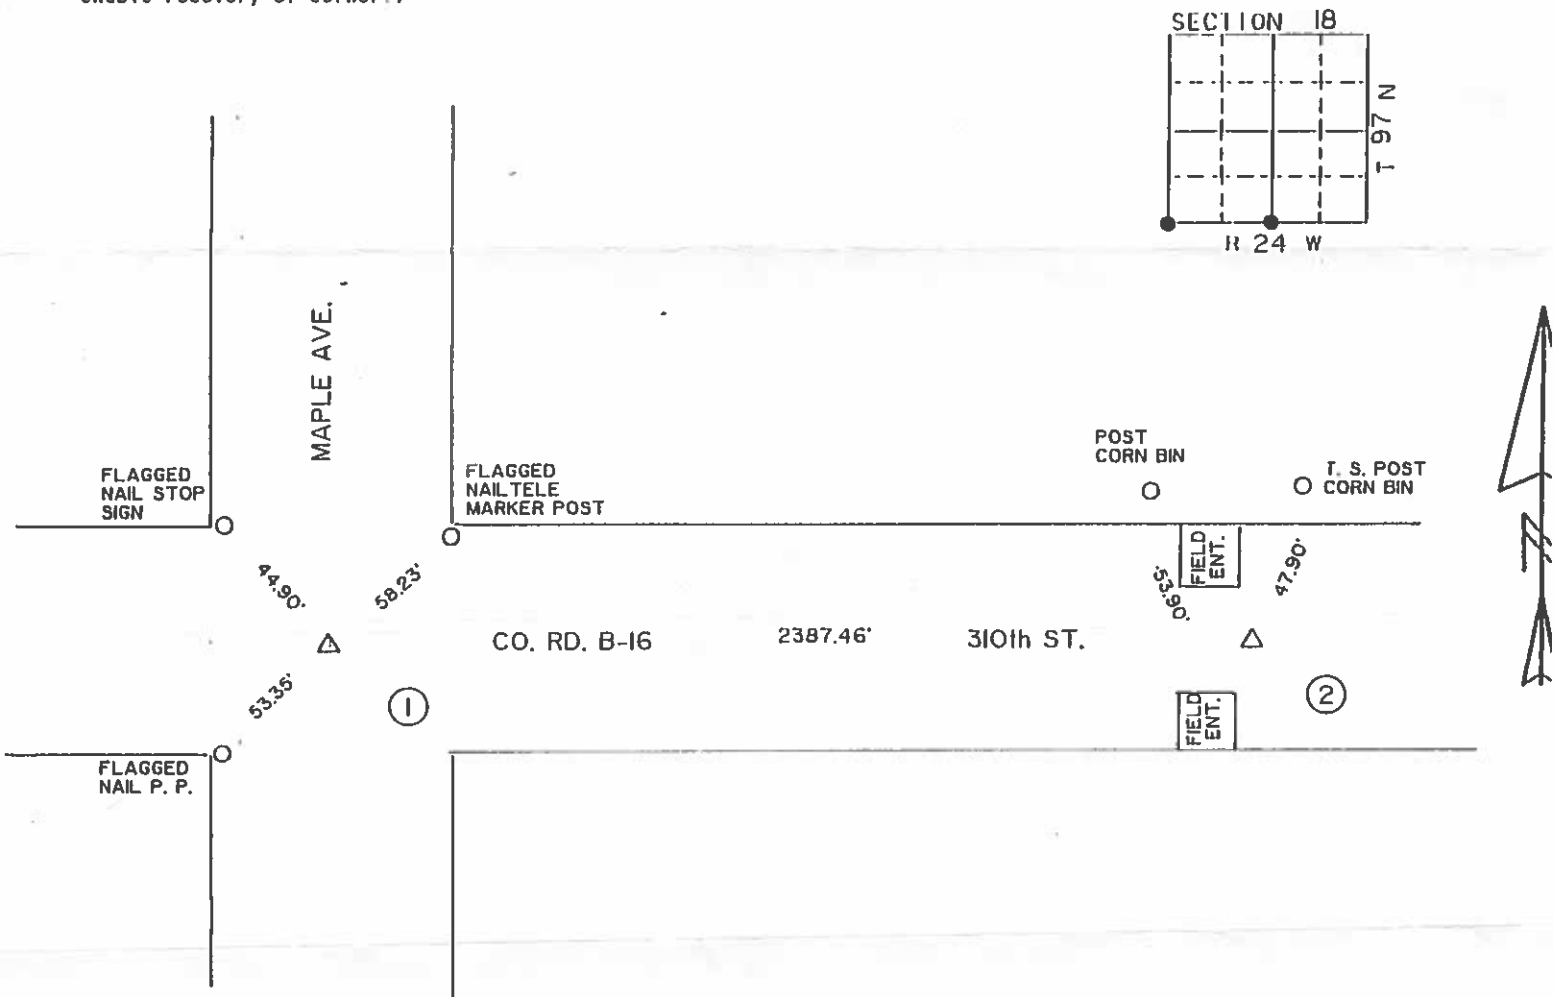 SECTION 18
T 97 N
R 24 W
MAPLE AVE.
FLAGGED
NAIL STOP
SIGN
FLAGGED
NAIL TELE
MARKER POST
POST
CORN BIN
T. S. POST
CORN BIN
44.90'
58.23'
53.90'
FIELD
ENT.
47.90'
CO. RD. B-16
2387.46'
310th ST.
53.35'
1
FIELD
ENT.
2
FLAGGED
NAIL P. P.
N